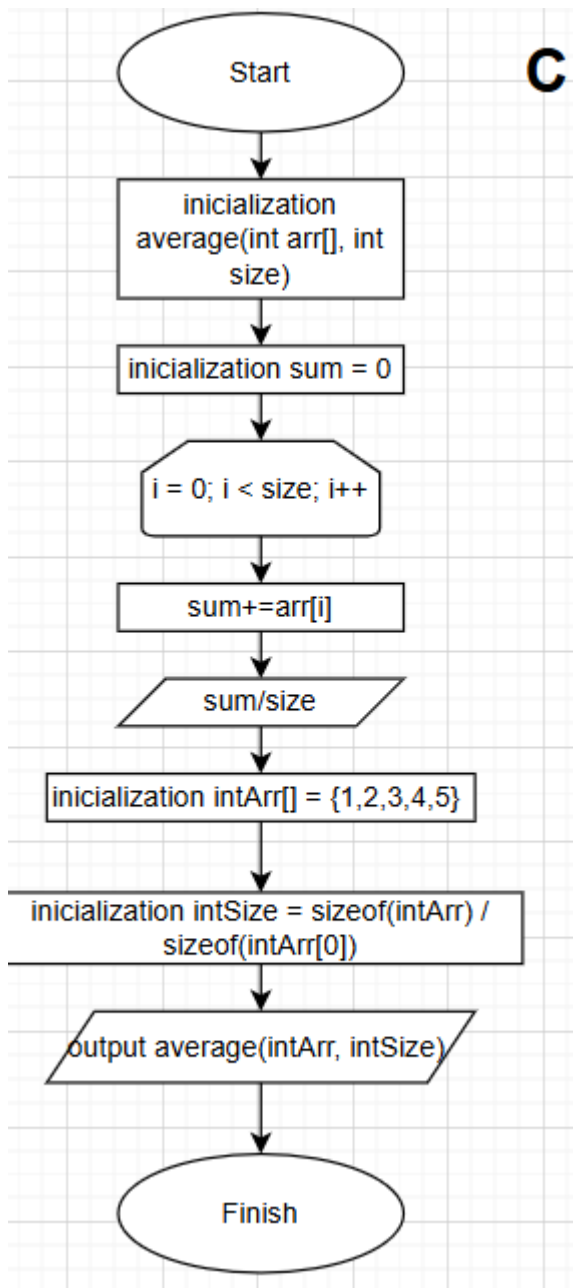 Start
C
inicialization
average(int arr[], int
size)
inicialization sum = 0
i = 0; i < size; i++
sum+=arr[i]
sum/size
inicialization intArr[] = {1,2,3,4,5}
inicialization intSize = sizeof(intArr) /
sizeof(intArr[0])
output average(intArr, intSize)
Finish